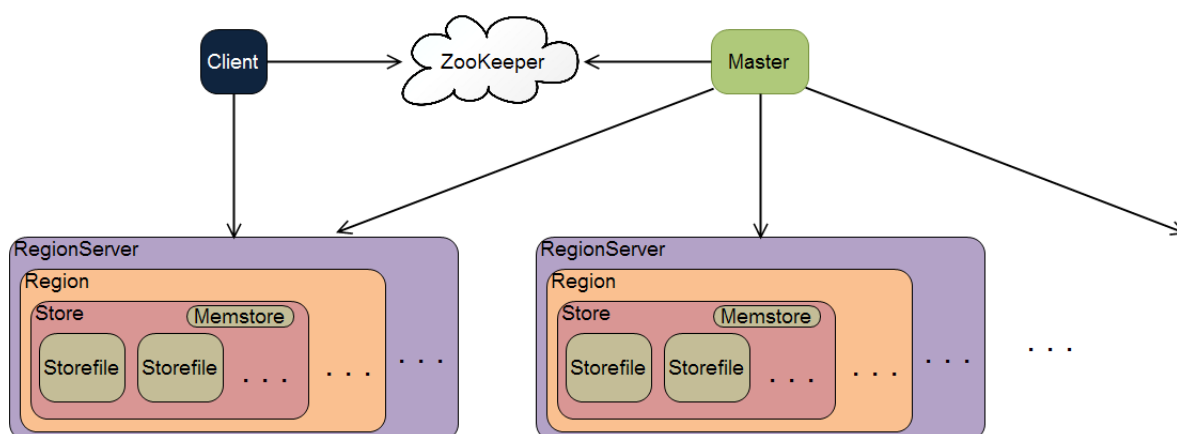 Client
ZooKeeper
Master
RegionServer
Region
Store
Memstore
Storefile
Storefile
. . .
. . .
. . .
RegionServer
Region
Store
Memstore
Storefile
Storefile
. . .
. . .
. . .
. . .